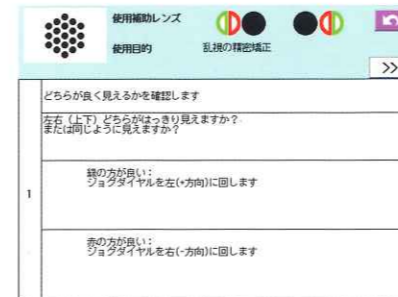 使用補助レンズ
使用目的
乱視の精密矯正
>>
どちらが良く見えるかを確認します
左右（上下）どちらがはっきり見えますか？
または同じように見えますか？
1
緑の方が良い：
ジョグダイヤルを左(+方向)に回します
赤の方が良い：
ジョグダイヤルを右(-方向)に回します